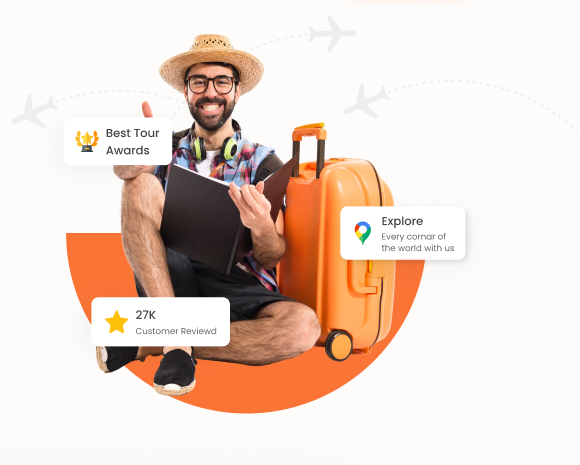 Best Tour
Awards
Explore
Every cornar of
the world with us
27K
Customer Reviewd